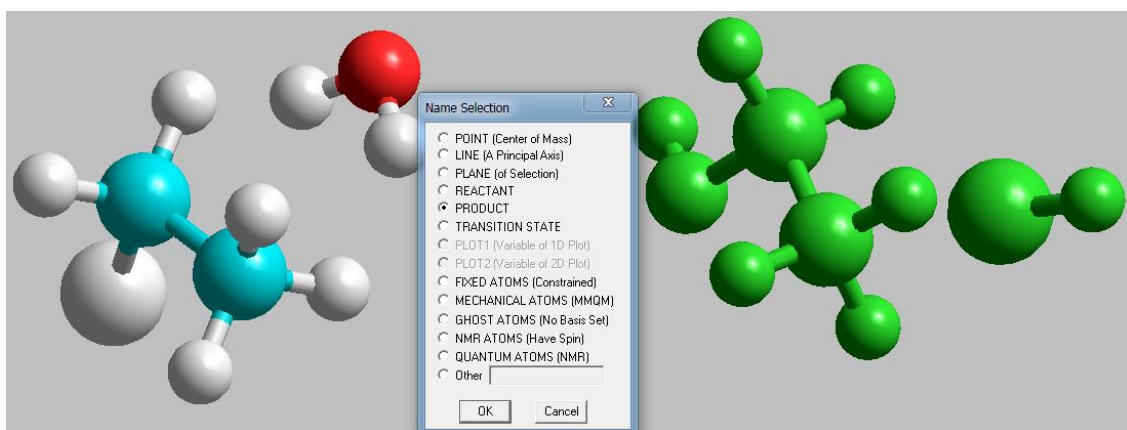 Name Selection
POINT (Center of Mass)
LINE (A Principal Axis)
PLANE (of Selection)
REACTANT
PRODUCT
TRANSITION STATE
PLOT1 (Variable of 1D Plot)
PLOT2 (Variable of 2D Plot)
FIXED ATOMS (Constrained)
MECHANICAL ATOMS (MMQM)
GHOST ATOMS (No Basis Set)
NMR ATOMS (Have Spin)
QUANTUM ATOMS (NMR)
Other
OK Cancel